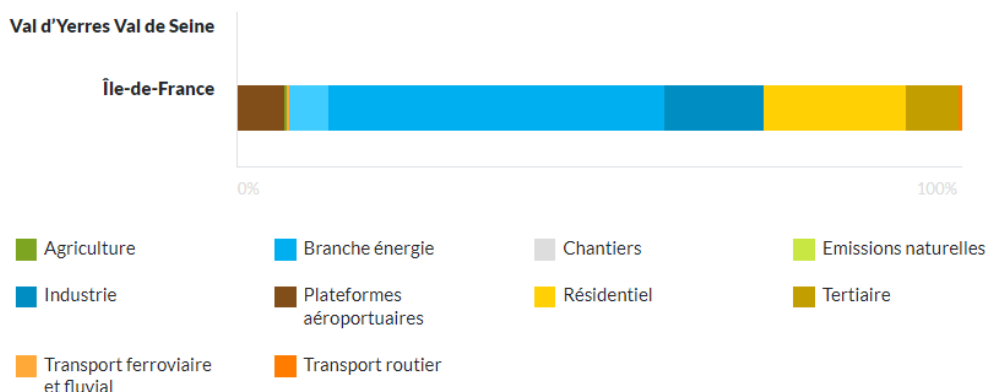 Val d'Yerres Val de Seine
Île-de-France
0%
100%
Agriculture
Branche énergie
Chantiers
Emissions naturelles
Industrie
Plateformes
aéroportuaires
Résidentiel
Tertiaire
Transport ferroviaire
et fluvial
Transport routier